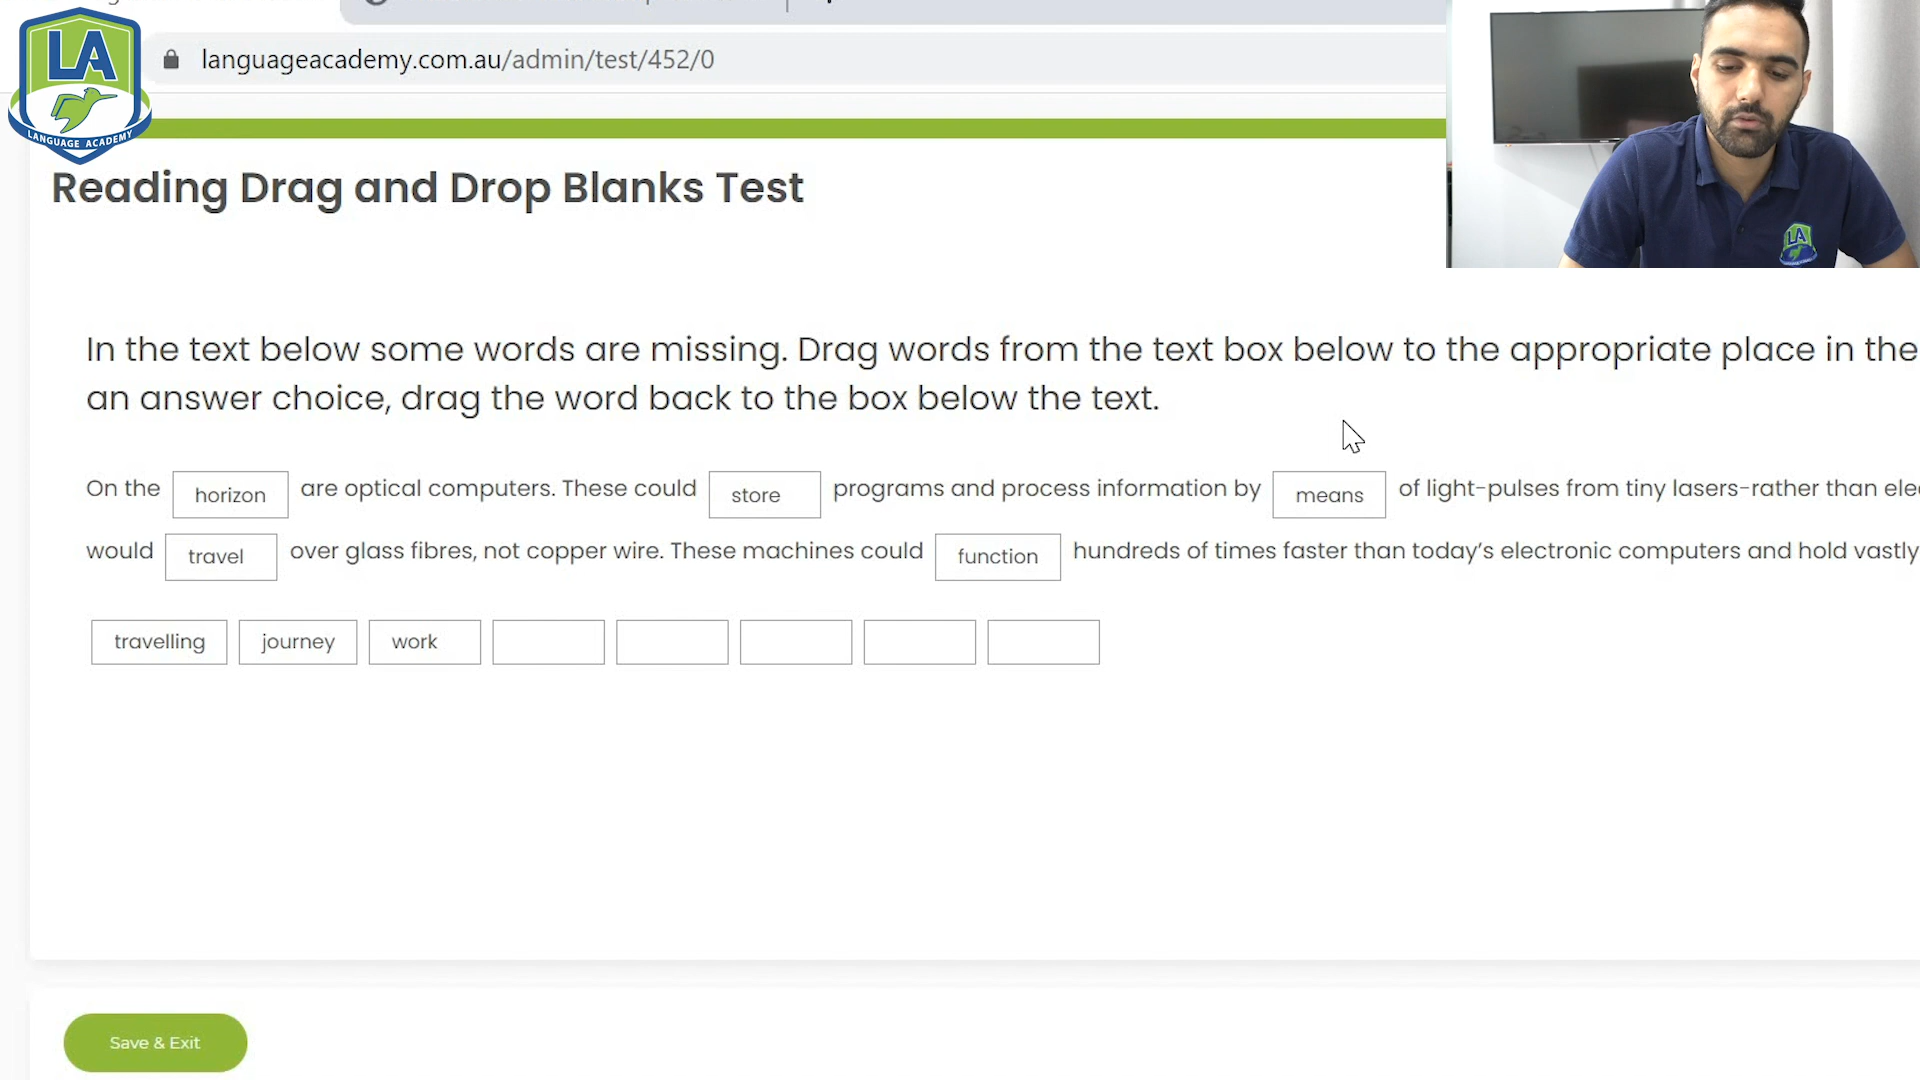 LA
LANGUAGE ACADEMY
languageacademy.com.au/admin/test/452/0
Reading Drag and Drop Blanks Test
LA
In the text below some words are missing. Drag words from the text box below to the appropriate place in the
an answer choice, drag the word back to the box below the text.
On the horizon are optical computers. These could store programs and process information by means of light-pulses from tiny lasers-rather than
would travel over glass fibres, not copper wire. These machines could function hundreds of times faster than today's electronic computers and hold vastly
travelling journey work
Save & Exit